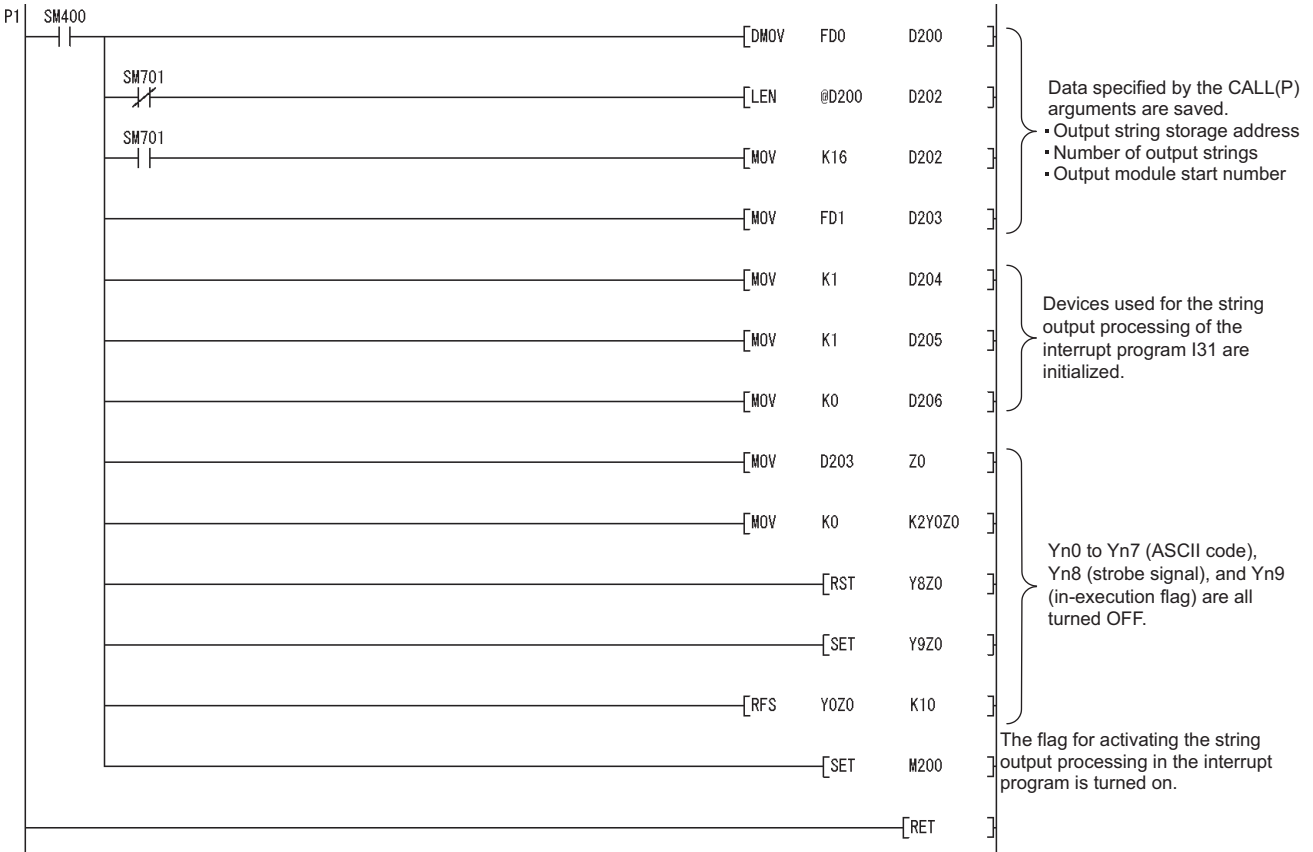 P1 SM400
[DMOV FD0 D200 ]
SM701
[LEN @D200 D202 ]
SM701
[MOV K16 D202 ]
[MOV FD1 D203 ]
Data specified by the CALL(P)
arguments are saved.
▪ Output string storage address
▪ Number of output strings
▪ Output module start number
[MOV K1 D204 ]
[MOV K1 D205 ]
[MOV K0 D206 ]
Devices used for the string
output processing of the
interrupt program I31 are
initialized.
[MOV D203 Z0 ]
[MOV K0 K2Y0Z0 ]
[RST Y8Z0 ]
[SET Y9Z0 ]
[RFS Y0Z0 K10 ]
Yn0 to Yn7 (ASCII code),
Yn8 (strobe signal), and Yn9
(in-execution flag) are all
turned OFF.
[SET M200 ]
The flag for activating the string
output processing in the interrupt
program is turned on.
[RET ]